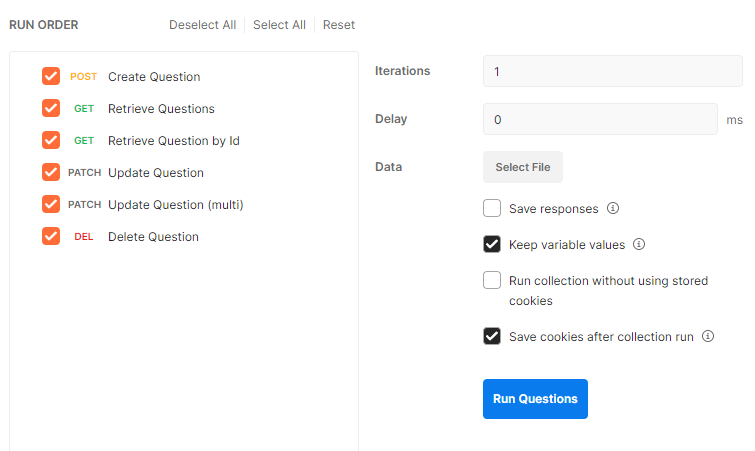 RUN ORDER Deselect All Select All Reset
POST Create Question
GET Retrieve Questions
GET Retrieve Question by Id
PATCH Update Question
PATCH Update Question (multi)
DEL Delete Question
Iterations 1
Delay 0 ms
Data Select File
Save responses
Keep variable values
Run collection without using stored
cookies
Save cookies after collection run
Run Questions